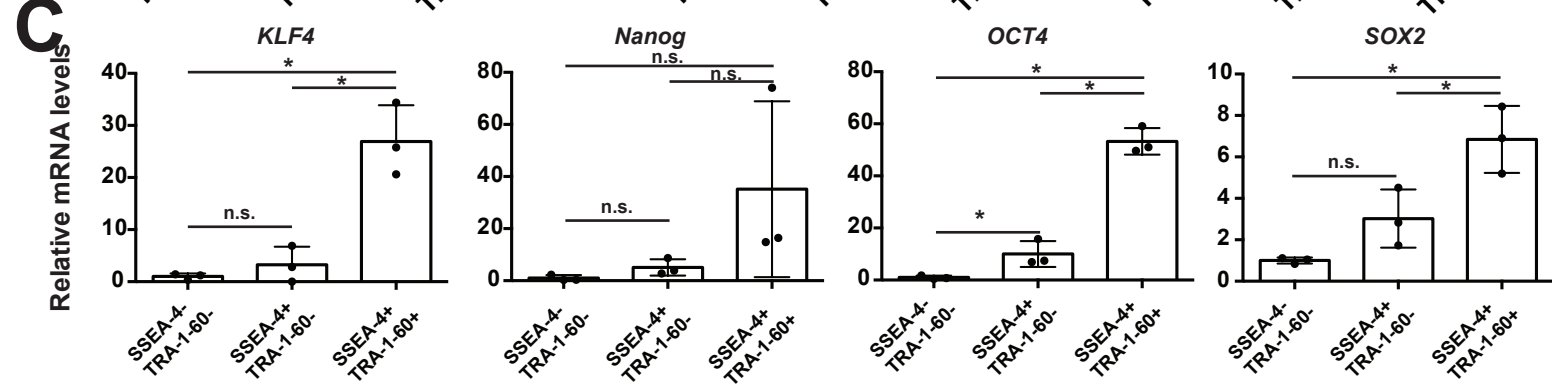 C
Relative mRNA levels
KLF4
40
30
20
10
0
*
*
n.s.
SSEA-4-
TRA-1-60-
SSEA-4+
TRA-1-60-
SSEA-4+
TRA-1-60+
Nanog
80
60
40
20
0
n.s.
n.s.
n.s.
SSEA-4-
TRA-1-60-
SSEA-4+
TRA-1-60-
SSEA-4+
TRA-1-60+
OCT4
80
60
40
20
0
*
*
*
SSEA-4-
TRA-1-60-
SSEA-4+
TRA-1-60-
SSEA-4+
TRA-1-60+
SOX2
10
8
6
4
2
0
*
*
n.s.
SSEA-4-
TRA-1-60-
SSEA-4+
TRA-1-60-
SSEA-4+
TRA-1-60+